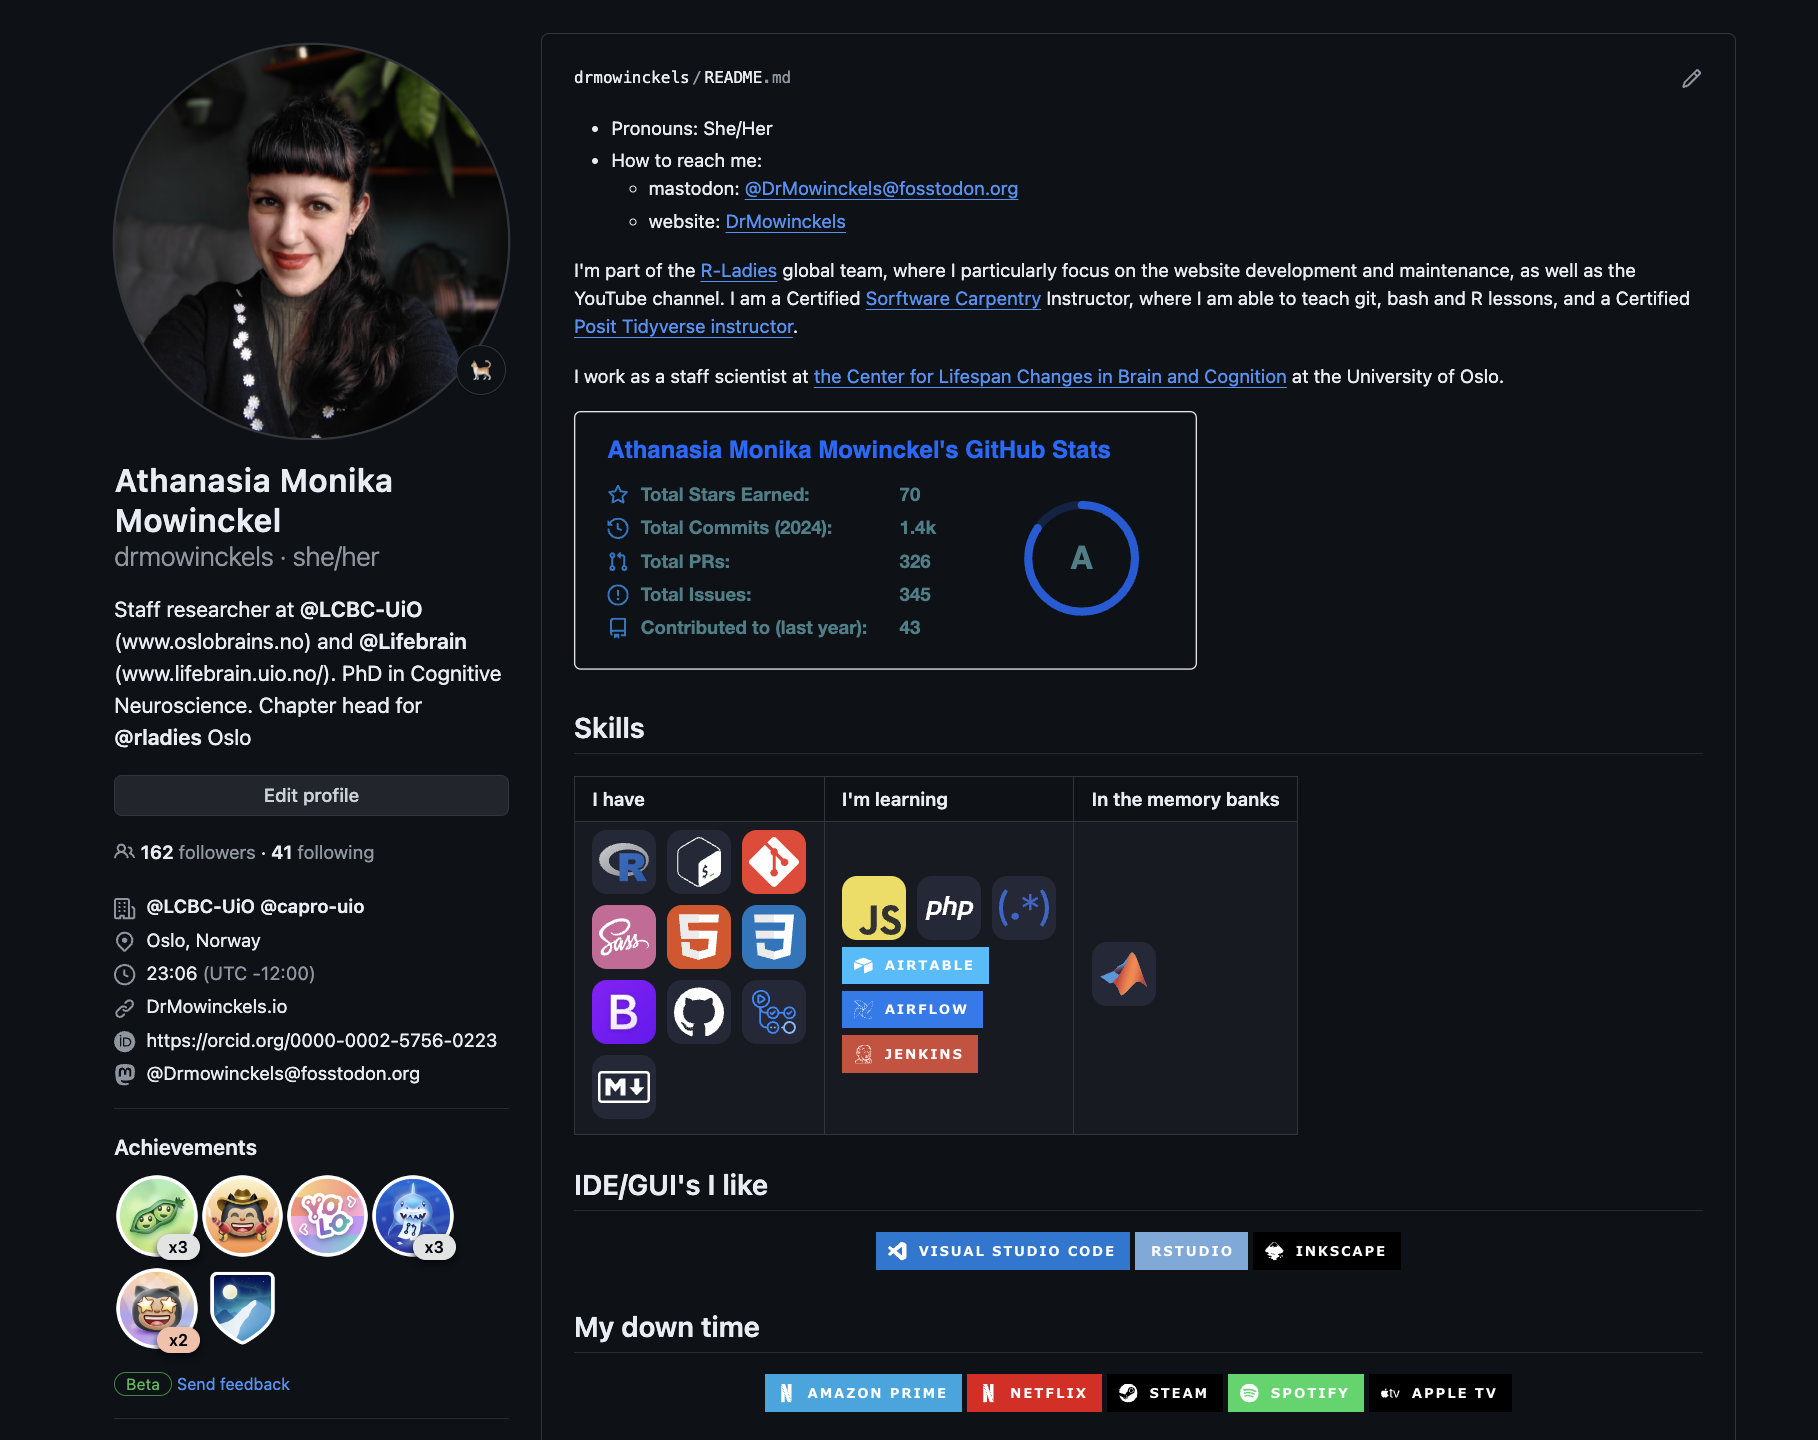 Athanasia Monika
Mowinckel
drmowinckels · she/her
Staff researcher at @LCBC-UiO
(www.oslobrains.no) and @Lifebrain
(www.lifebrain.uio.no/). PhD in Cognitive
Neuroscience. Chapter head for
@rladies Oslo
Edit profile
162 followers · 41 following
@LCBC-UiO @capro-uio
Oslo, Norway
23:06 (UTC -12:00)
DrMowinckels.io
iD https://orcid.org/0000-0002-5756-0223
@Drmowinckels@fosstodon.org
Achievements
YOLO
x3
x3
x2
Beta Send feedback
drmowinckels/README.md
• Pronouns: She/Her
• How to reach me:
◦ mastodon: @DrMowinckels@fosstodon.org
◦ website: DrMowinckels
I'm part of the R-Ladies global team, where I particularly focus on the website development and maintenance, as well as the
YouTube channel. I am a Certified Sorftware Carpentry Instructor, where I am able to teach git, bash and R lessons, and a Certified
Posit Tidyverse instructor.
I work as a staff scientist at the Center for Lifespan Changes in Brain and Cognition at the University of Oslo.
Athanasia Monika Mowinckel's GitHub Stats
Total Stars Earned: 70
Total Commits (2024): 1.4k
Total PRs: 326
Total Issues: 345
Contributed to (last year): 43
A
Skills
I have
I'm learning
In the memory banks
R $_
Sass 5 3
B
M
JS php (.*)
AIRTABLE
AIRFLOW
JENKINS
IDE/GUI's I like
VISUAL STUDIO CODE RSTUDIO INKSCAPE
My down time
N AMAZON PRIME N NETFLIX STEAM SPOTIFY tv APPLE TV